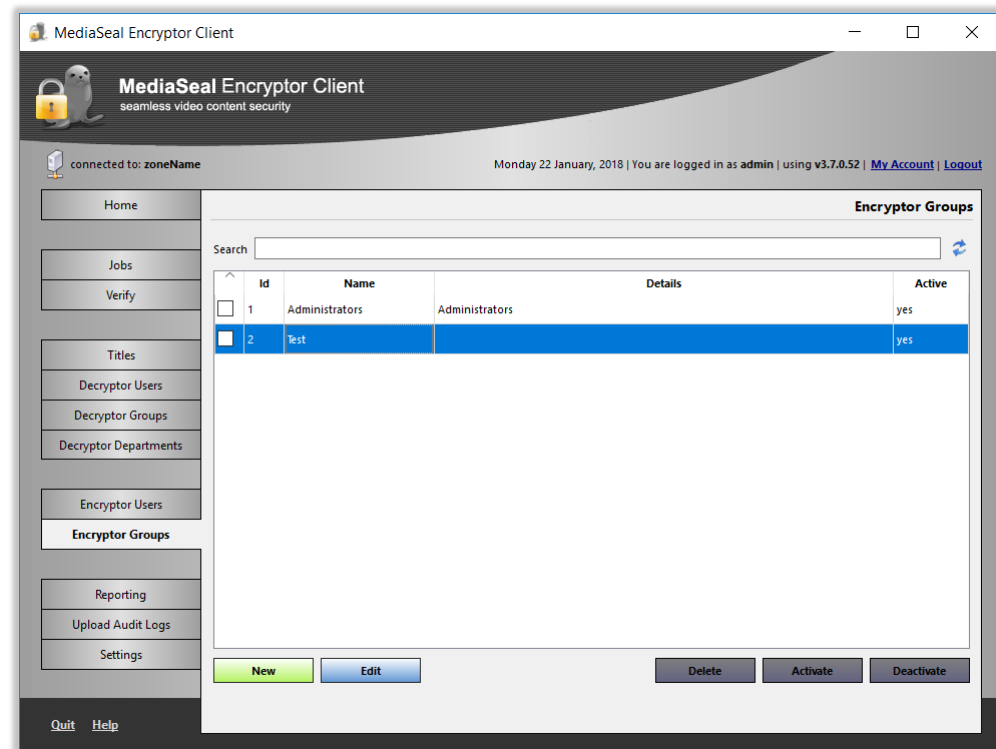 MediaSeal Encryptor Client
MediaSeal Encryptor Client
seamless video content security
connected to: zoneName
Monday 22 January, 2018 | You are logged in as admin | using v3.7.0.52 | My Account | Logout
Home
Encryptor Groups
Search
Jobs
Verify
Id Name Details Active
1 Administrators Administrators yes
2 Test yes
Titles
Decryptor Users
Decryptor Groups
Decryptor Departments
Encryptor Users
Encryptor Groups
Reporting
Upload Audit Logs
Settings
New Edit Delete Activate Deactivate
Quit Help